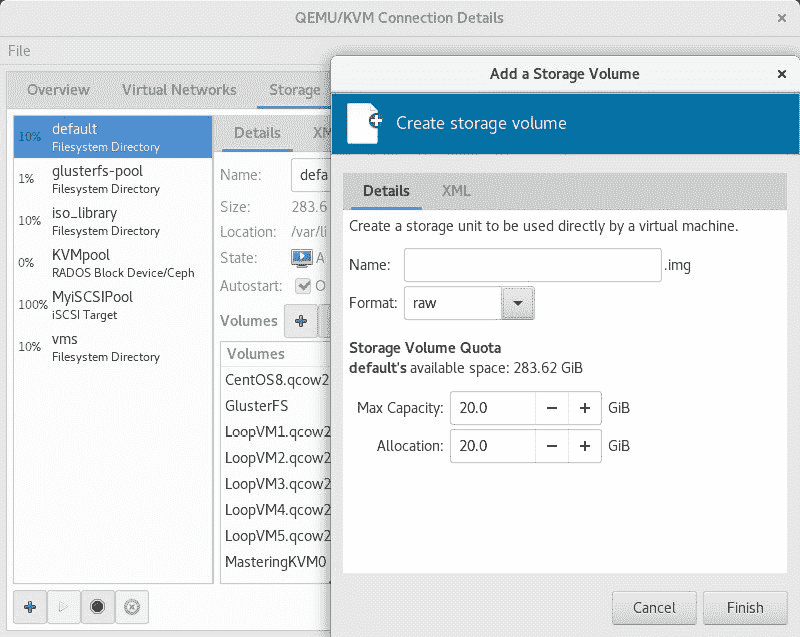 QEMU/KVM Connection Details
File
Overview Virtual Networks Storage
10% default
Filesystem Directory
1% glusterfs-pool
Filesystem Directory
10% iso_library
Filesystem Directory
0% KVMpool
RADOS Block Device/Ceph
100% MyiSCSIPool
iSCSI Target
10% vms
Filesystem Directory
Details XM
Name: defa
Size: 283.6
Location: /var/li
State: A
Autostart: O
Volumes
Volumes
CentOS8.qcow2
GlusterFS
LoopVM1.qcow2
LoopVM2.qcow2
LoopVM3.qcow2
LoopVM4.qcow2
LoopVM5.qcow2
MasteringKVM0
Add a Storage Volume
Create storage volume
Details XML
Create a storage unit to be used directly by a virtual machine.
Name: .img
Format: raw
Storage Volume Quota
default's available space: 283.62 GiB
Max Capacity: 20.0 − + GiB
Allocation: 20.0 − + GiB
Cancel Finish